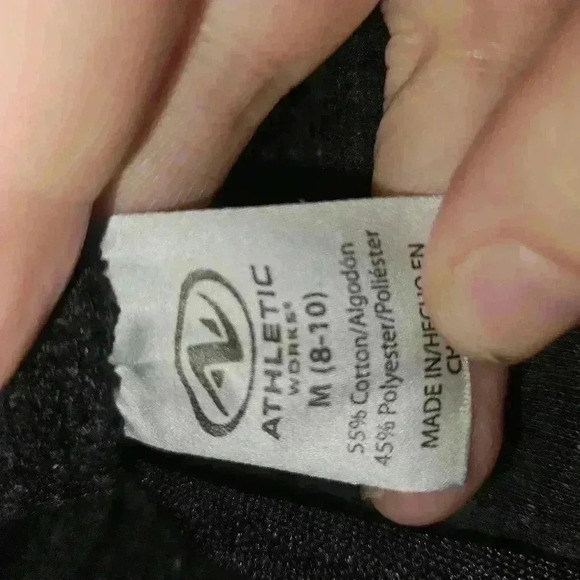 ATHLETIC
WORKS®
M (8-10)
55% Cotton/Algodón
45% Polyester/Poliéster
MADE IN/HECHO EN